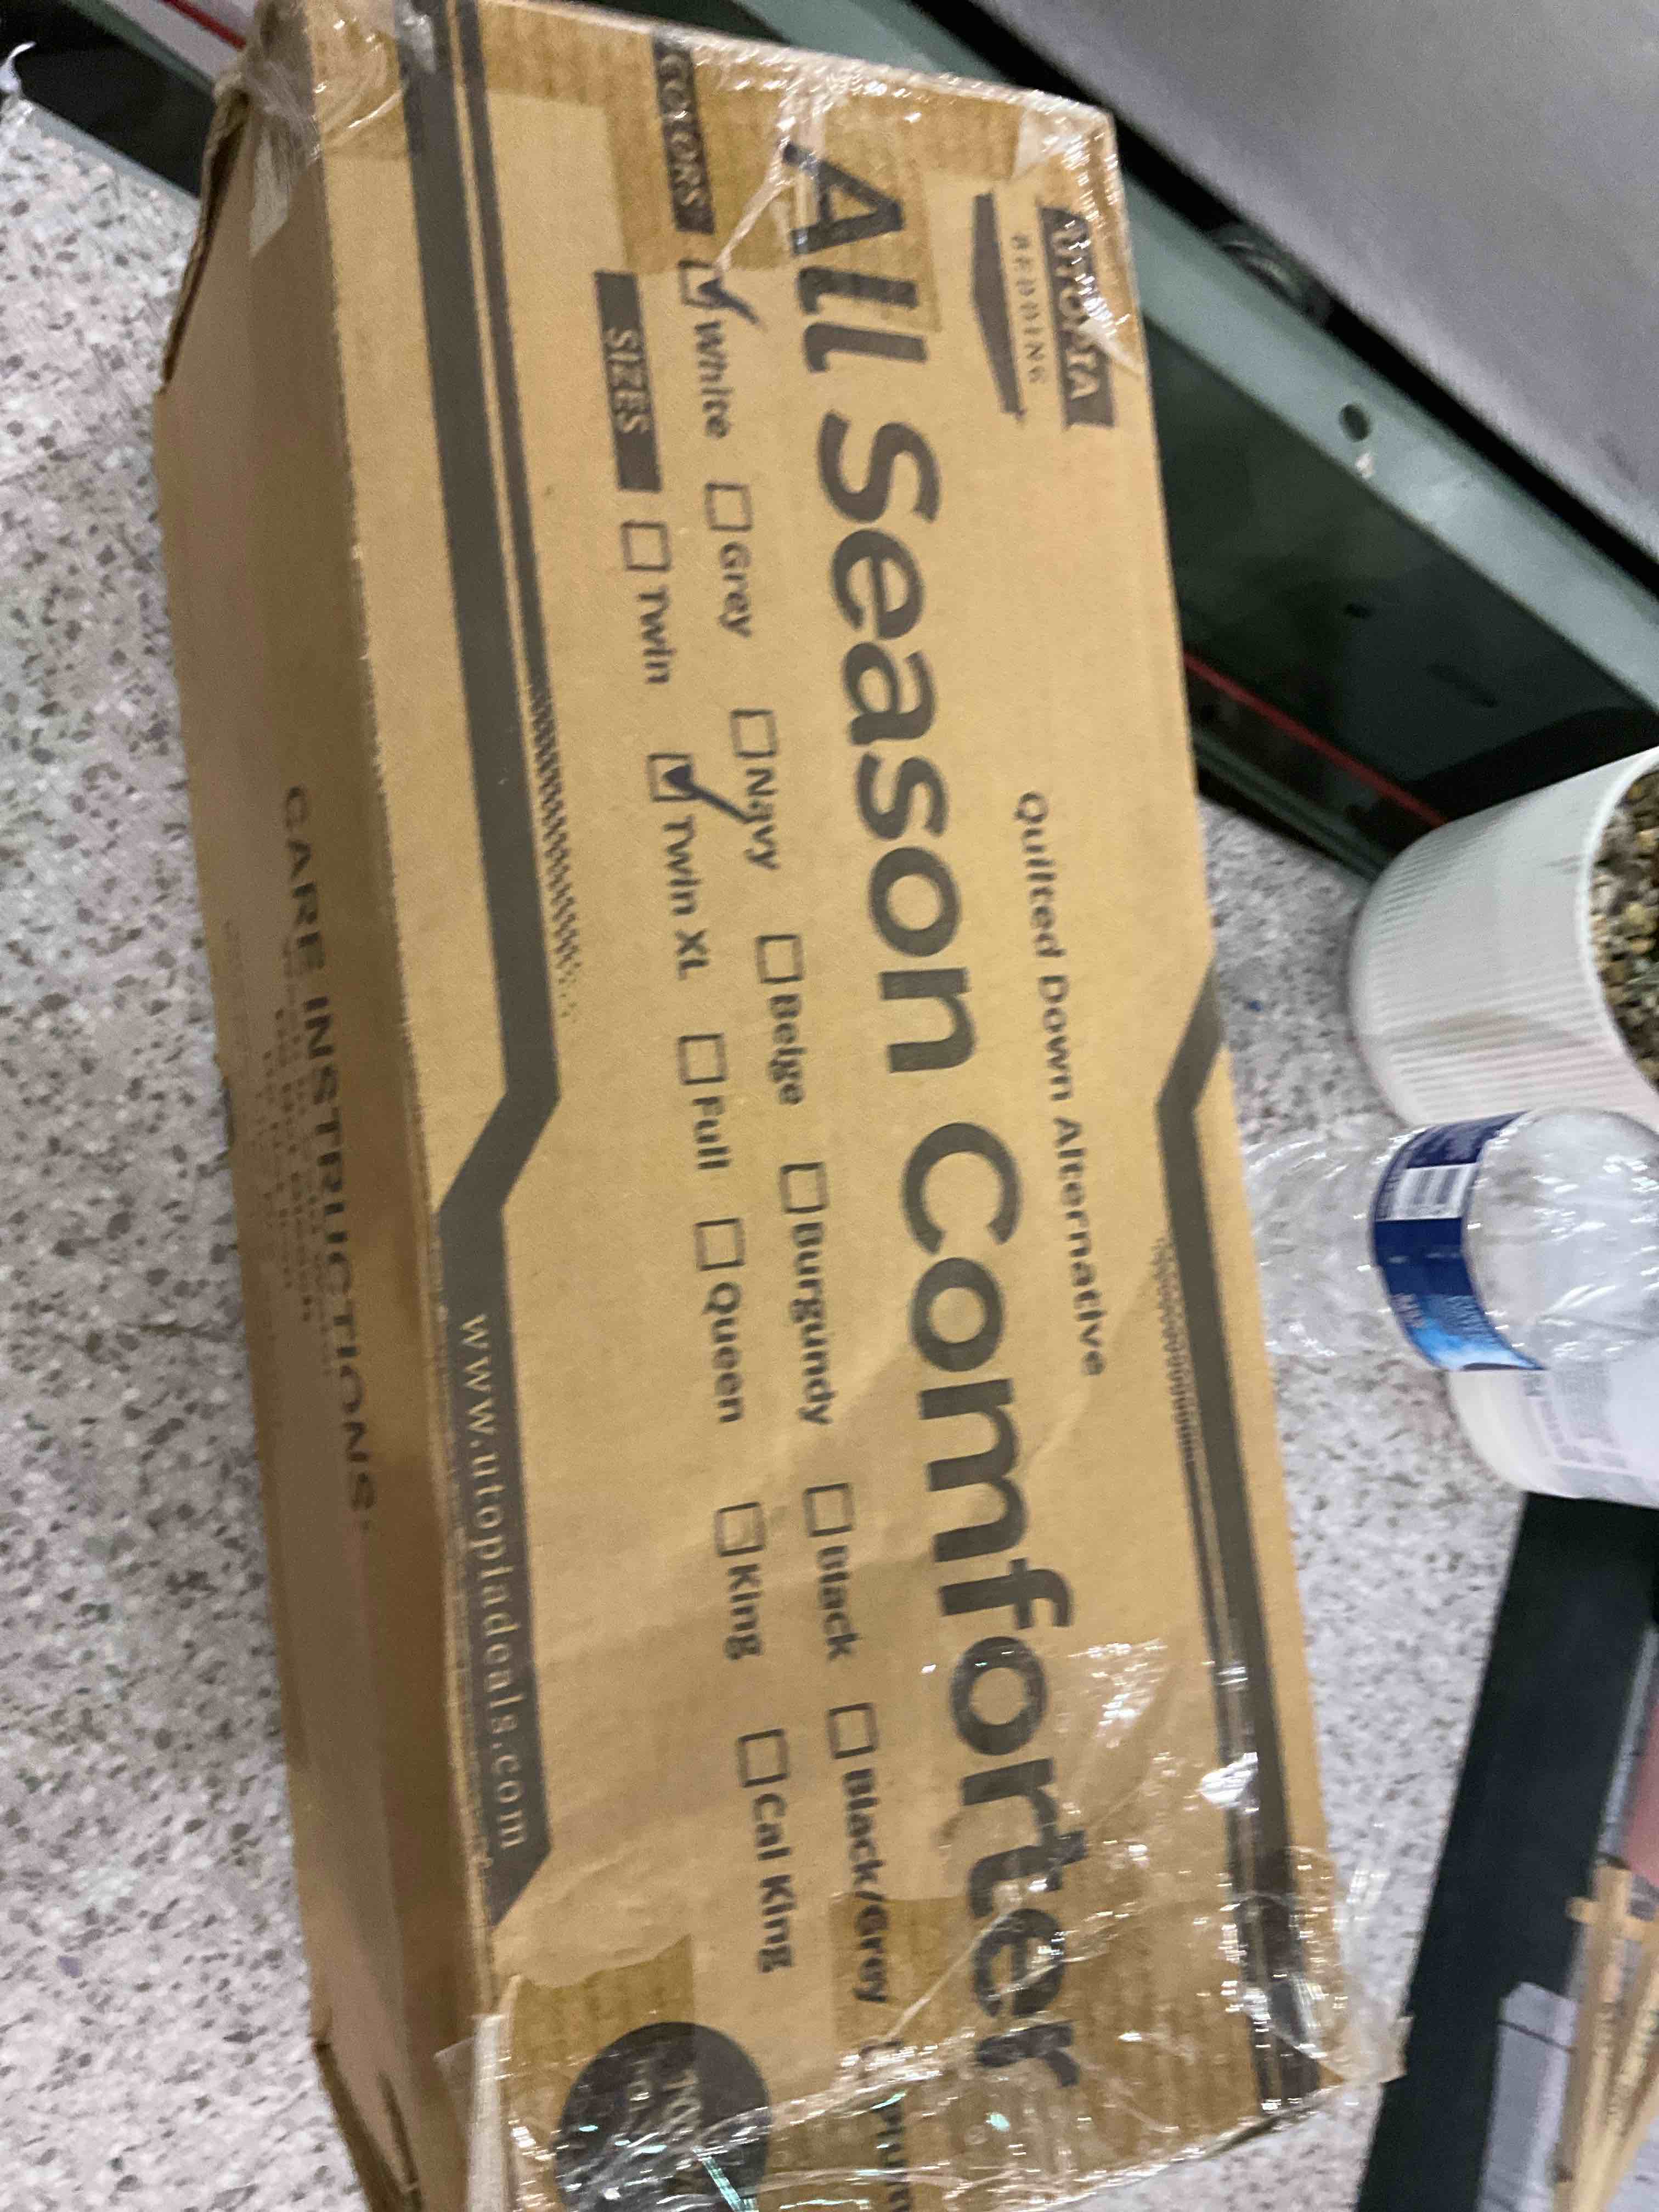 UTOPIA
BEDDING
Quilted Down Alternative
All Season Comforter
COLORS ☑ White ☐ Grey ☐ Navy ☐ Beige ☐ Burgundy ☐ Black ☐ Black/Grey
SIZES ☐ Twin ☑ Twin XL ☐ Full ☐ Queen ☐ King ☐ Cal King
www.utopiadeals.com
CARE INSTRUCTIONS: